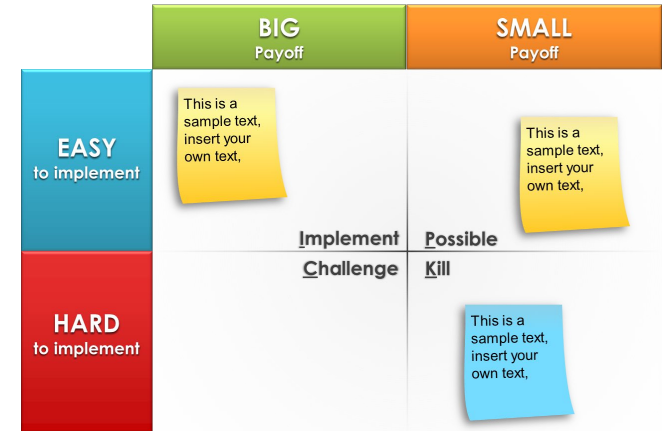 BIG
Payoff
SMALL
Payoff
EASY
to implement
This is a
sample text,
insert your
own text,
This is a
sample text,
insert your
own text,
Implement
Possible
Challenge
Kill
HARD
to implement
This is a
sample text,
insert your
own text,